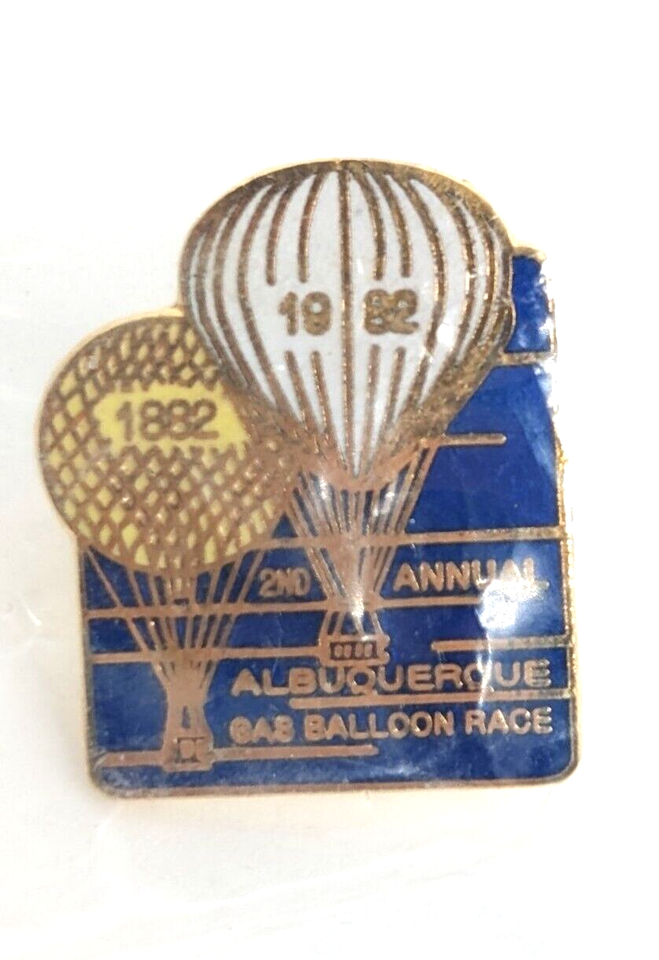 19 82
1882
2ND ANNUAL
ALBUQUERQUE
GAS BALLOON RACE